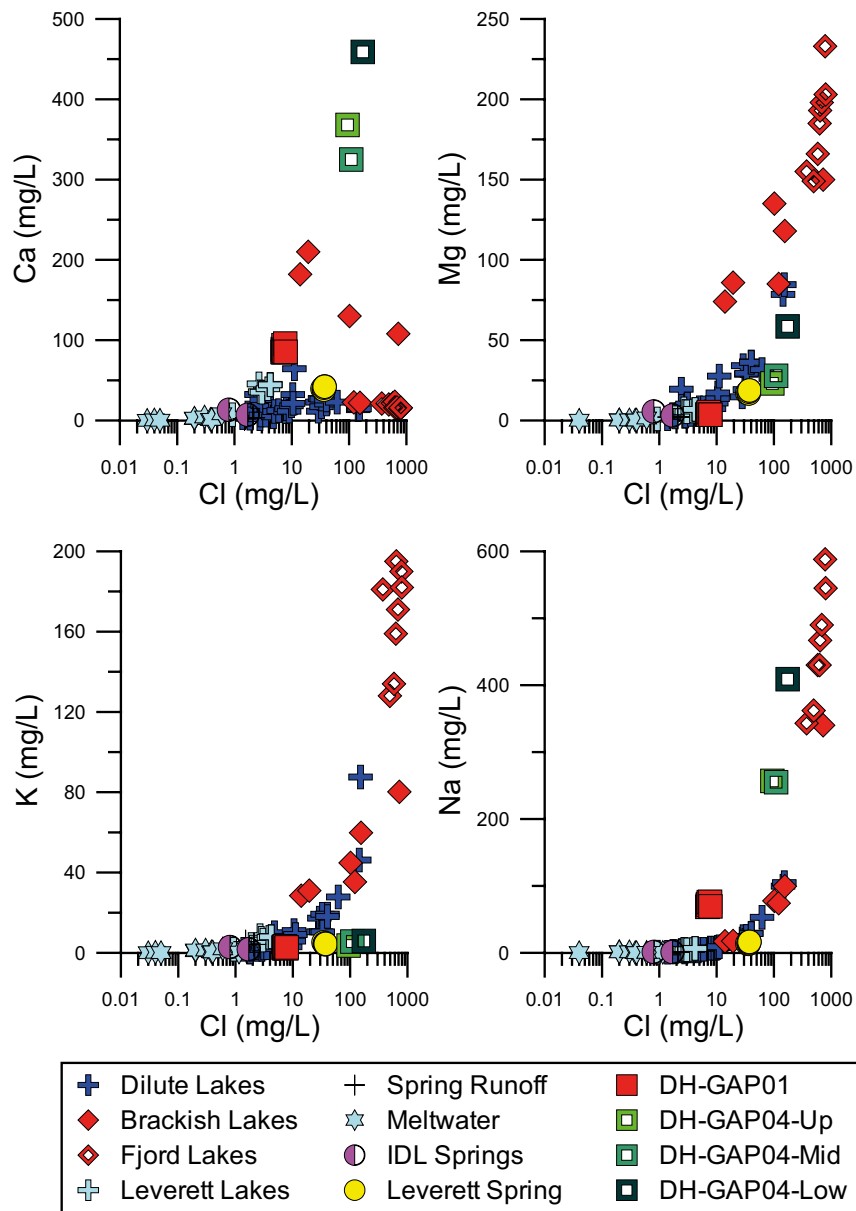 500
400
300
200
100
0
Ca (mg/L)
0.01 0.1 1 10 100 1000
Cl (mg/L)
250
200
150
100
50
0
Mg (mg/L)
0.01 0.1 1 10 100 1000
Cl (mg/L)
200
160
120
80
40
0
K (mg/L)
0.01 0.1 1 10 100 1000
Cl (mg/L)
600
400
200
0
Na (mg/L)
0.01 0.1 1 10 100 1000
Cl (mg/L)
Dilute Lakes
Brackish Lakes
Fjord Lakes
Leverett Lakes
Spring Runoff
Meltwater
IDL Springs
Leverett Spring
DH-GAP01
DH-GAP04-Up
DH-GAP04-Mid
DH-GAP04-Low